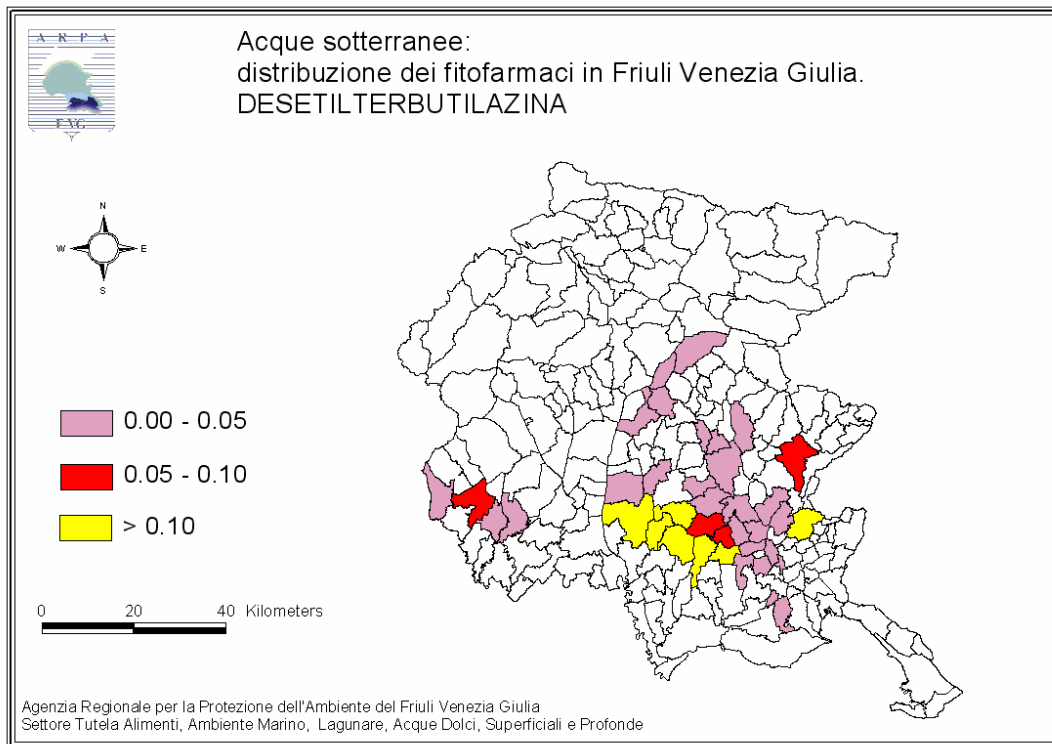 A R P A
F.V.G.
Acque sotterranee:
distribuzione dei fitofarmaci in Friuli Venezia Giulia.
DESETILTERBUTILAZINA
N
W E
S
0.00 - 0.05
0.05 - 0.10
> 0.10
0 20 40 Kilometers
Agenzia Regionale per la Protezione dell'Ambiente del Friuli Venezia Giulia
Settore Tutela Alimenti, Ambiente Marino, Lagunare, Acque Dolci, Superficiali e Profonde